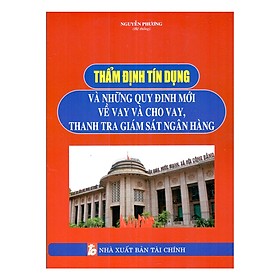 NGUYỄN PHƯƠNG
(Hệ thống)
THẨM ĐỊNH TÍN DỤNG
VÀ NHỮNG QUY ĐỊNH MỚI
VỀ VAY VÀ CHO VAY,
THANH TRA GIÁM SÁT NGÂN HÀNG
NHÀ XUẤT BẢN TÀI CHÍNH